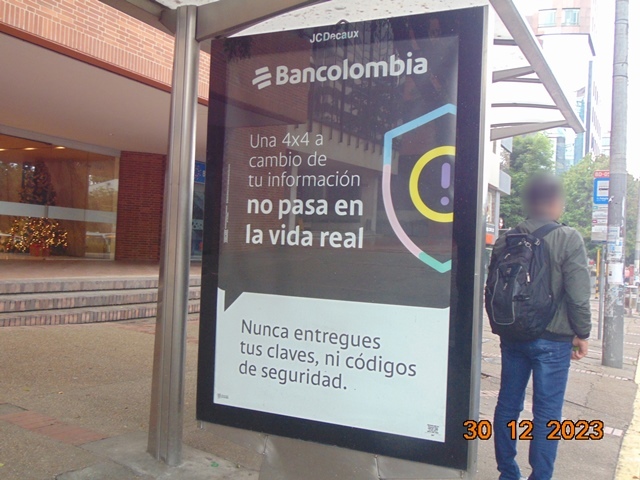 JCDecaux
Bancolombia
Una 4x4 a
cambio de
tu información
no pasa en
la vida real
Nunca entregues
tus claves, ni códigos
de seguridad.
30 12 2023